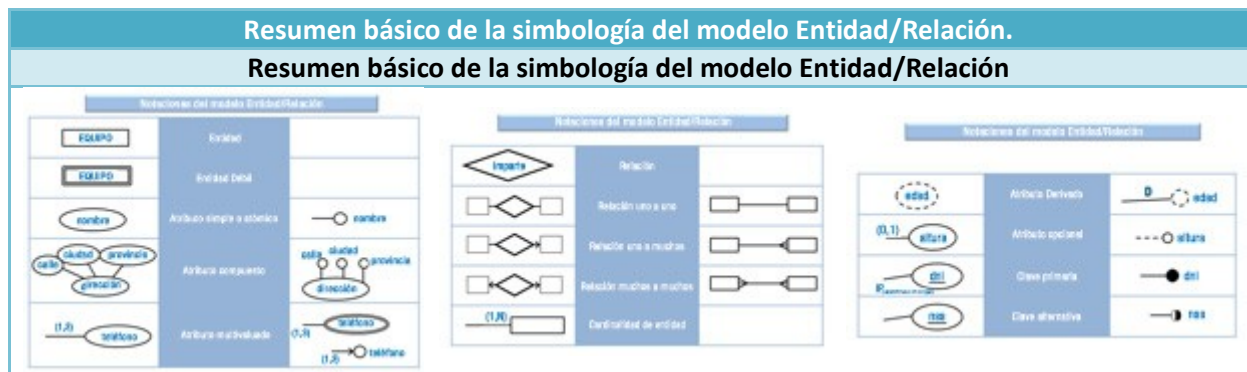 Resumen básico de la simbología del modelo Entidad/Relación.
Resumen básico de la simbología del modelo Entidad/Relación
Notaciones del modelo Entidad/Relación
EQUIPO
Entidad
EQUIPO
Entidad Débil
nombre
Atributo simple o atómico
nombre
calle
ciudad
provincia
dirección
Atributo compuesto
calle
ciudad
provincia
dirección
(1,3)
teléfono
Atributo multivaluado
(1,3)
teléfono
(1,3)
teléfono
Notaciones del modelo Entidad/Relación
imparte
Relación
Relación uno a uno
Relación uno a muchos
Relación muchos a muchos
(1,N)
Cardinalidad de entidad
Notaciones del modelo Entidad/Relación
edad
Atributo Derivado
D
edad
(0,1)
altura
Atributo opcional
altura
dni
Clave primaria
dni
nss
Clave alternativa
nss